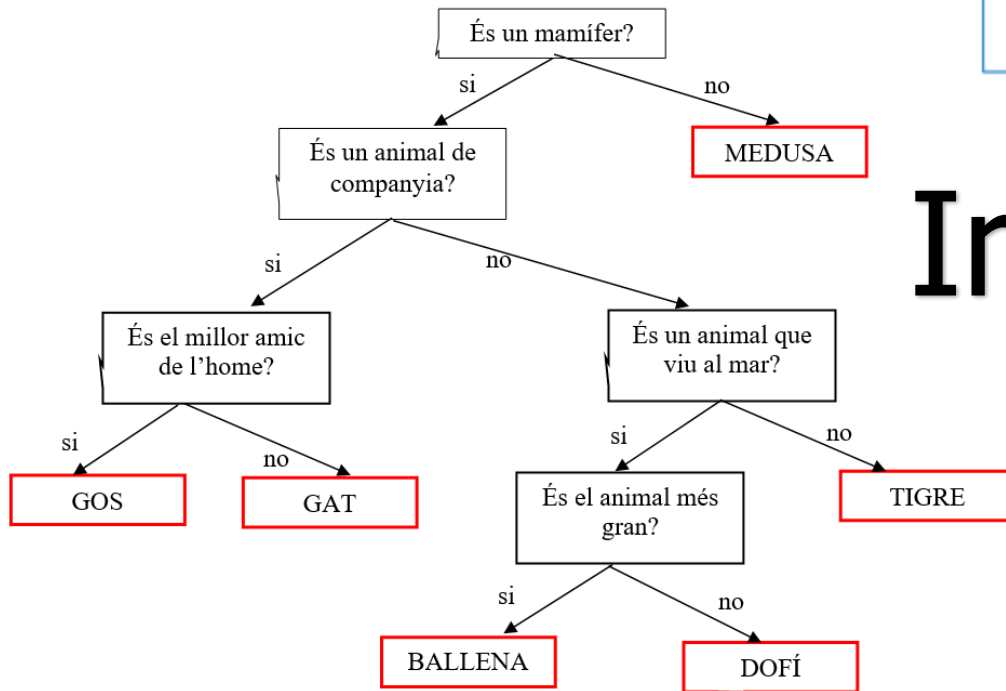 És un mamífer?
si
no
És un animal de
companyia?
MEDUSA
si
no
És el millor amic
de l’home?
És un animal que
viu al mar?
si
no
si
no
GOS
GAT
És el animal més
gran?
TIGRE
si
no
BALLENA
DOFÍ